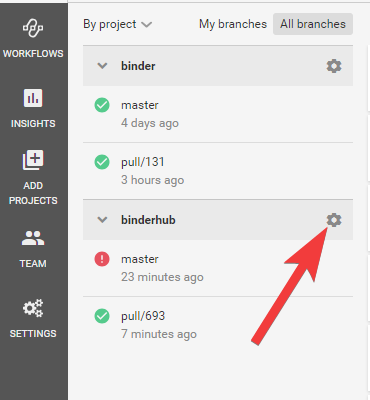 WORKFLOWS
INSIGHTS
ADD
PROJECTS
TEAM
SETTINGS
By project
My branches
All branches
binder
master
4 days ago
pull/131
3 hours ago
binderhub
master
23 minutes ago
pull/693
7 minutes ago